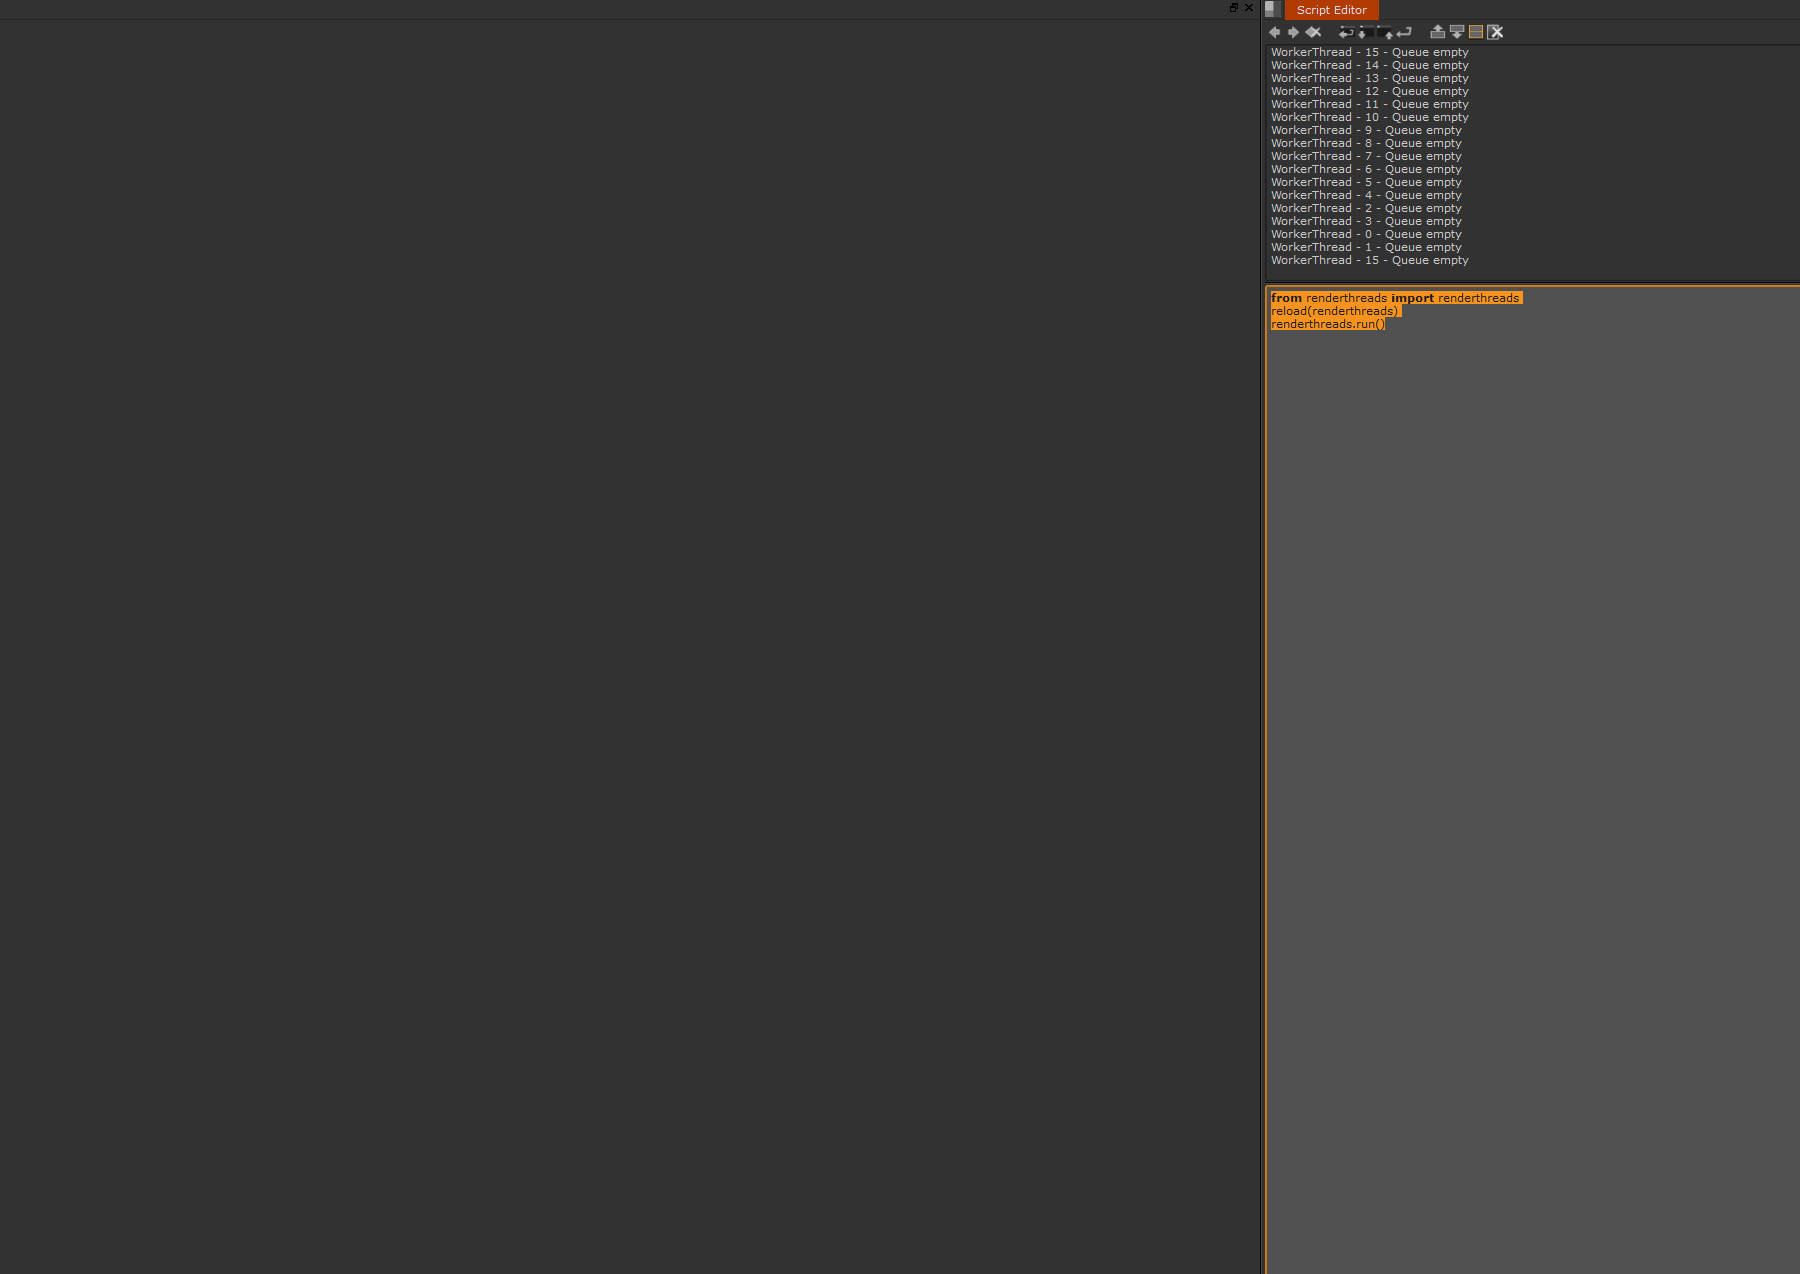 Script Editor
WorkerThread - 15 - Queue empty
WorkerThread - 14 - Queue empty
WorkerThread - 13 - Queue empty
WorkerThread - 12 - Queue empty
WorkerThread - 11 - Queue empty
WorkerThread - 10 - Queue empty
WorkerThread - 9 - Queue empty
WorkerThread - 8 - Queue empty
WorkerThread - 7 - Queue empty
WorkerThread - 6 - Queue empty
WorkerThread - 5 - Queue empty
WorkerThread - 4 - Queue empty
WorkerThread - 2 - Queue empty
WorkerThread - 3 - Queue empty
WorkerThread - 0 - Queue empty
WorkerThread - 1 - Queue empty
WorkerThread - 15 - Queue empty
from renderthreads import renderthreads
reload(renderthreads)
renderthreads.run()